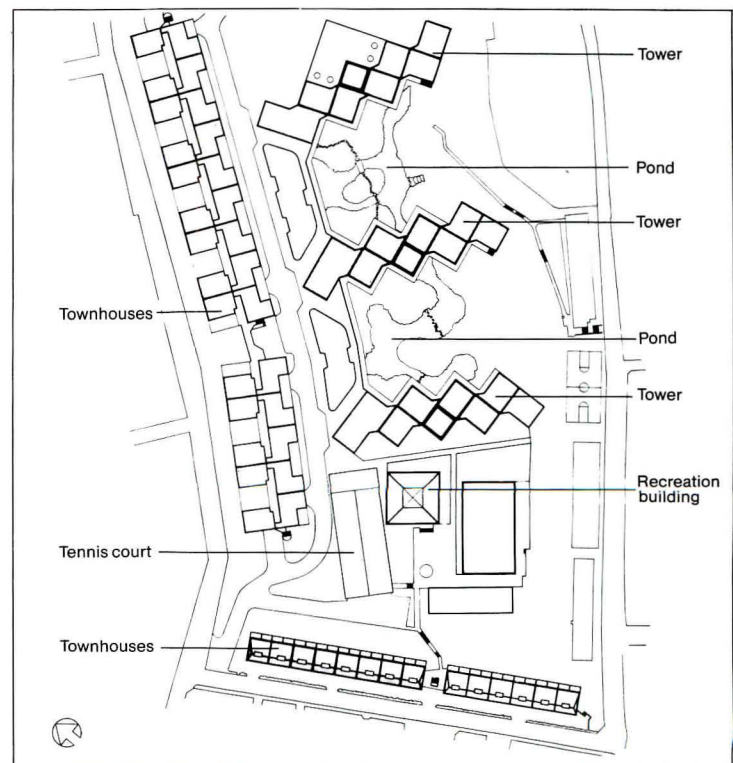 Tower
Pond
Tower
Townhouses
Pond
Tower
Recreation
building
Tennis court
Townhouses